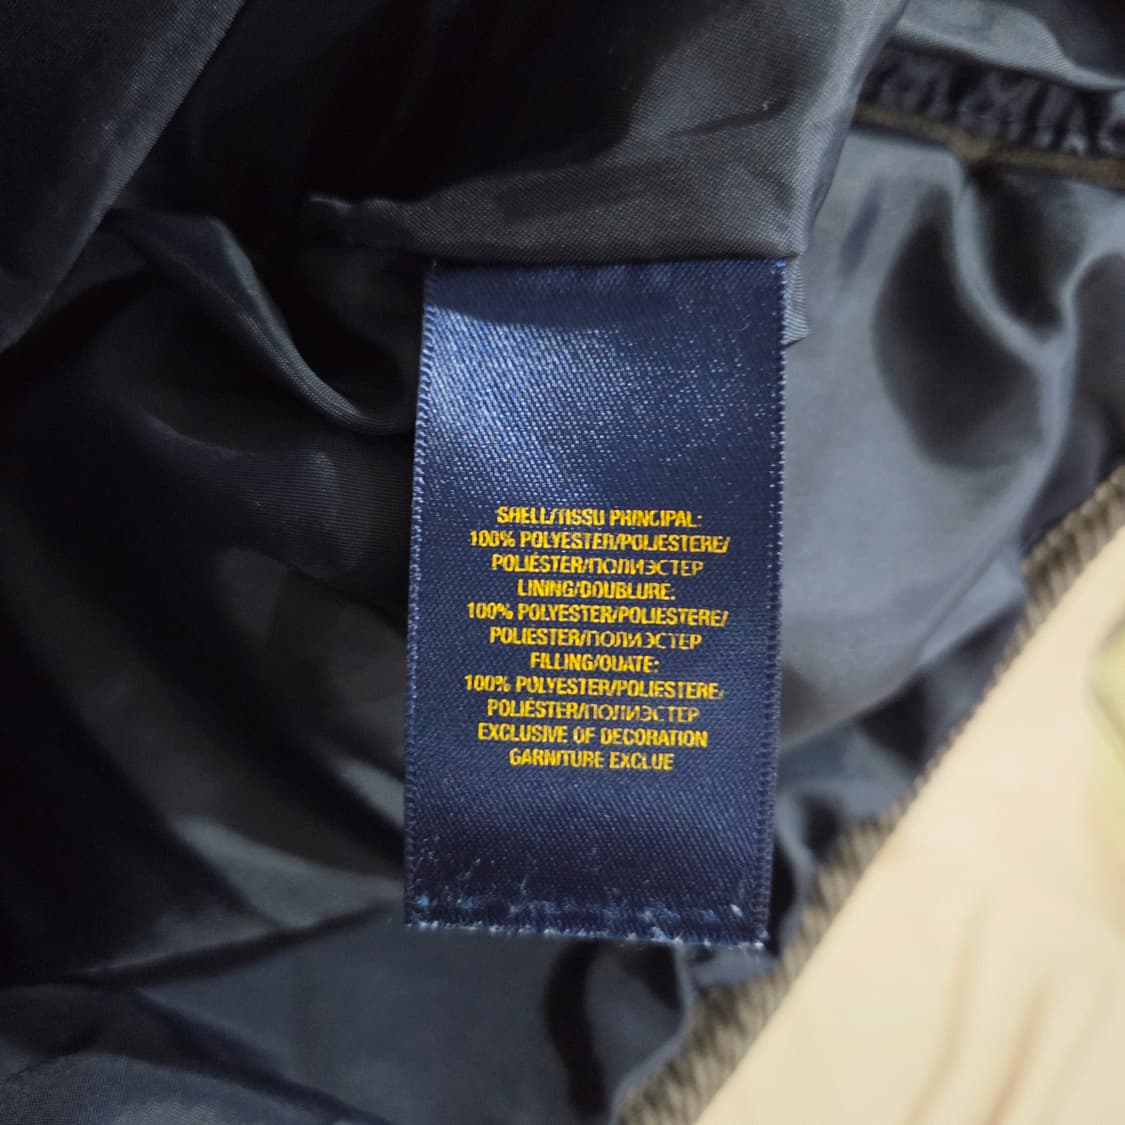 SHELL/TISSU PRINCIPAL:
100% POLYESTER/POLIESTERE/
POLIÉSTER/ПОЛИЭСТЕР
LINING/DOUBLURE:
100% POLYESTER/POLIESTERE/
POLIESTER/ПОЛИЭСТЕР
FILLING/OUATE:
100% POLYESTER/POLIESTERE/
POLIÉSTER/ПОЛИЭСТЕР
EXCLUSIVE OF DECORATION
GARNITURE EXCLUE